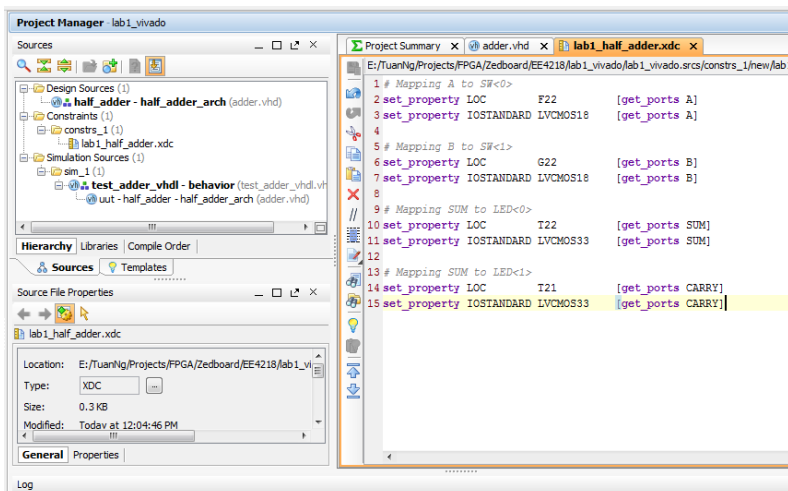 Project Manager - lab1_vivado
Sources
Design Sources (1)
half_adder - half_adder_arch (adder.vhd)
Constraints (1)
constrs_1 (1)
lab1_half_adder.xdc
Simulation Sources (1)
sim_1 (1)
test_adder_vhdl - behavior (test_adder_vhdl.vh
uut - half_adder - half_adder_arch (adder.vhd)
Hierarchy Libraries Compile Order
Sources Templates
Source File Properties
lab1_half_adder.xdc
Location: E:/TuanNg/Projects/FPGA/Zedboard/EE4218/lab1_vi
Type: XDC ...
Size: 0.3 KB
Modified: Today at 12:04:46 PM
General Properties
Log
Project Summary adder.vhd lab1_half_adder.xdc
E:/TuanNg/Projects/FPGA/Zedboard/EE4218/lab1_vivado/lab1_vivado.srcs/constrs_1/new/lab
1 # Mapping A to SW<0>
2 set_property LOC F22 [get_ports A]
3 set_property IOSTANDARD LVCMOS18 [get_ports A]
4
5 # Mapping B to SW<1>
6 set_property LOC G22 [get_ports B]
7 set_property IOSTANDARD LVCMOS18 [get_ports B]
8
9 # Mapping SUM to LED<0>
10 set_property LOC T22 [get_ports SUM]
11 set_property IOSTANDARD LVCMOS33 [get_ports SUM]
12
13 # Mapping SUM to LED<1>
14 set_property LOC T21 [get_ports CARRY]
15 set_property IOSTANDARD LVCMOS33 [get_ports CARRY]